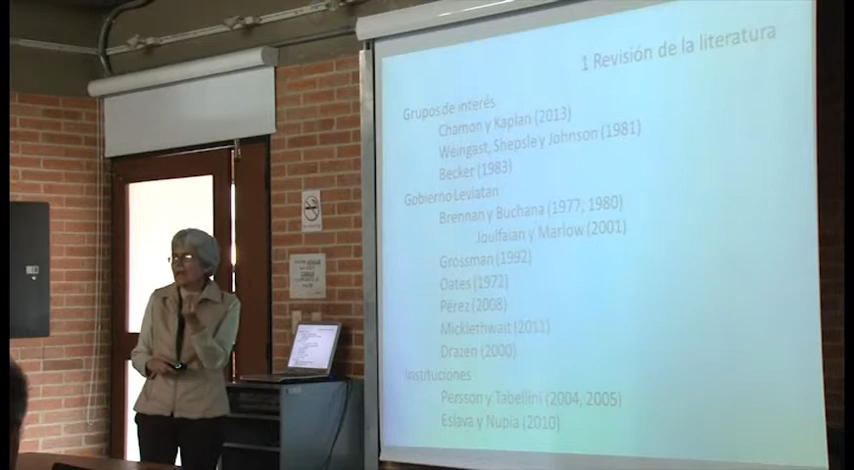 1 Revisión de la literatura
Grupos de interés
Chamon y Kaplan (2013)
Weingast, Shepsle y Johnson (1981)
Becker (1983)
Gobierno Leviatan
Brennan y Buchana (1977, 1980)
Joulfaian y Marlow (2001)
Grossman (1992)
Oates (1972)
Pérez (2008)
Micklethwait (2011)
Drazen (2000)
Instituciones
Persson y Tabellini (2004, 2005)
Eslava y Nupia (2010)